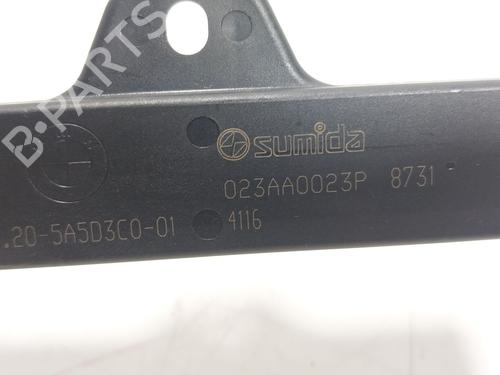 B-PARTS
sumida
023AA0023P 8731
.20-5A5D3C0-01 4116